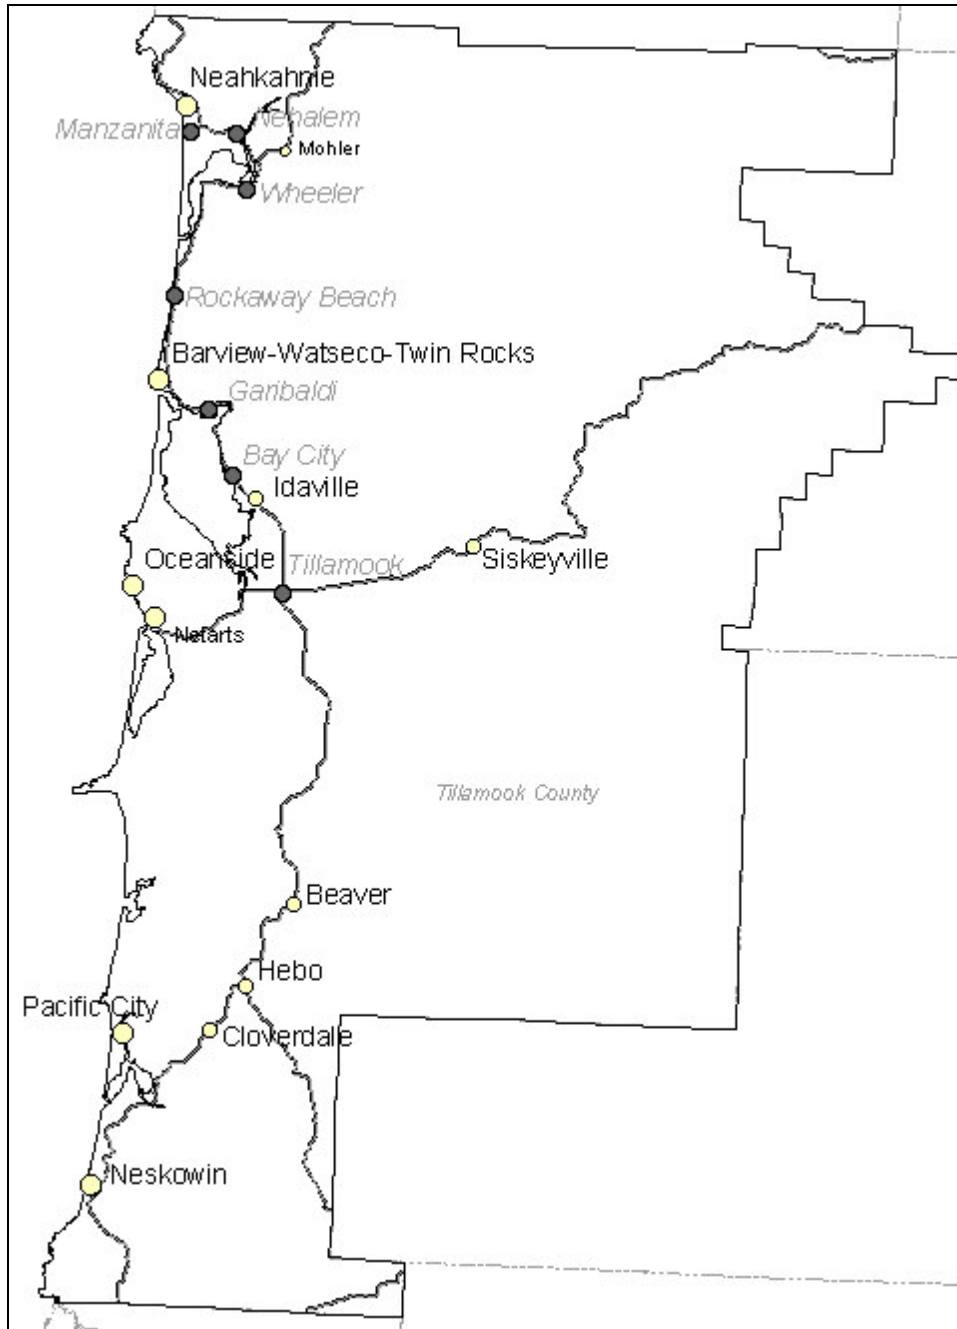 Neahkahnie
Manzanita
Nehalem
Mohler
Wheeler
Rockaway Beach
Barview-Watseco-Twin Rocks
Garibaldi
Bay City
Idaville
Oceanside
Tillamook
Siskeyville
Netarts
Tillamook County
Beaver
Hebo
Pacific City
Cloverdale
Neskowin